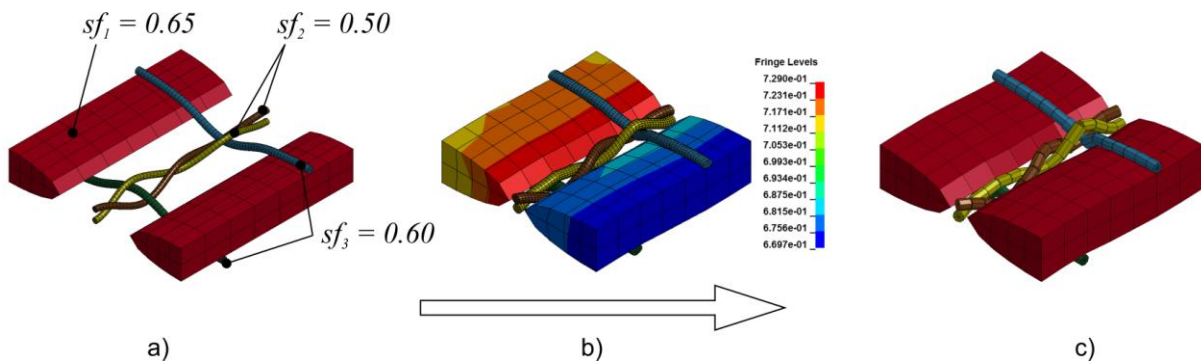 sf₁ = 0.65
sf₂ = 0.50
sf₃ = 0.60
Fringe Levels
7.290e-01
7.231e-01
7.171e-01
7.112e-01
7.053e-01
6.993e-01
6.934e-01
6.875e-01
6.815e-01
6.756e-01
6.697e-01
a)
b)
c)